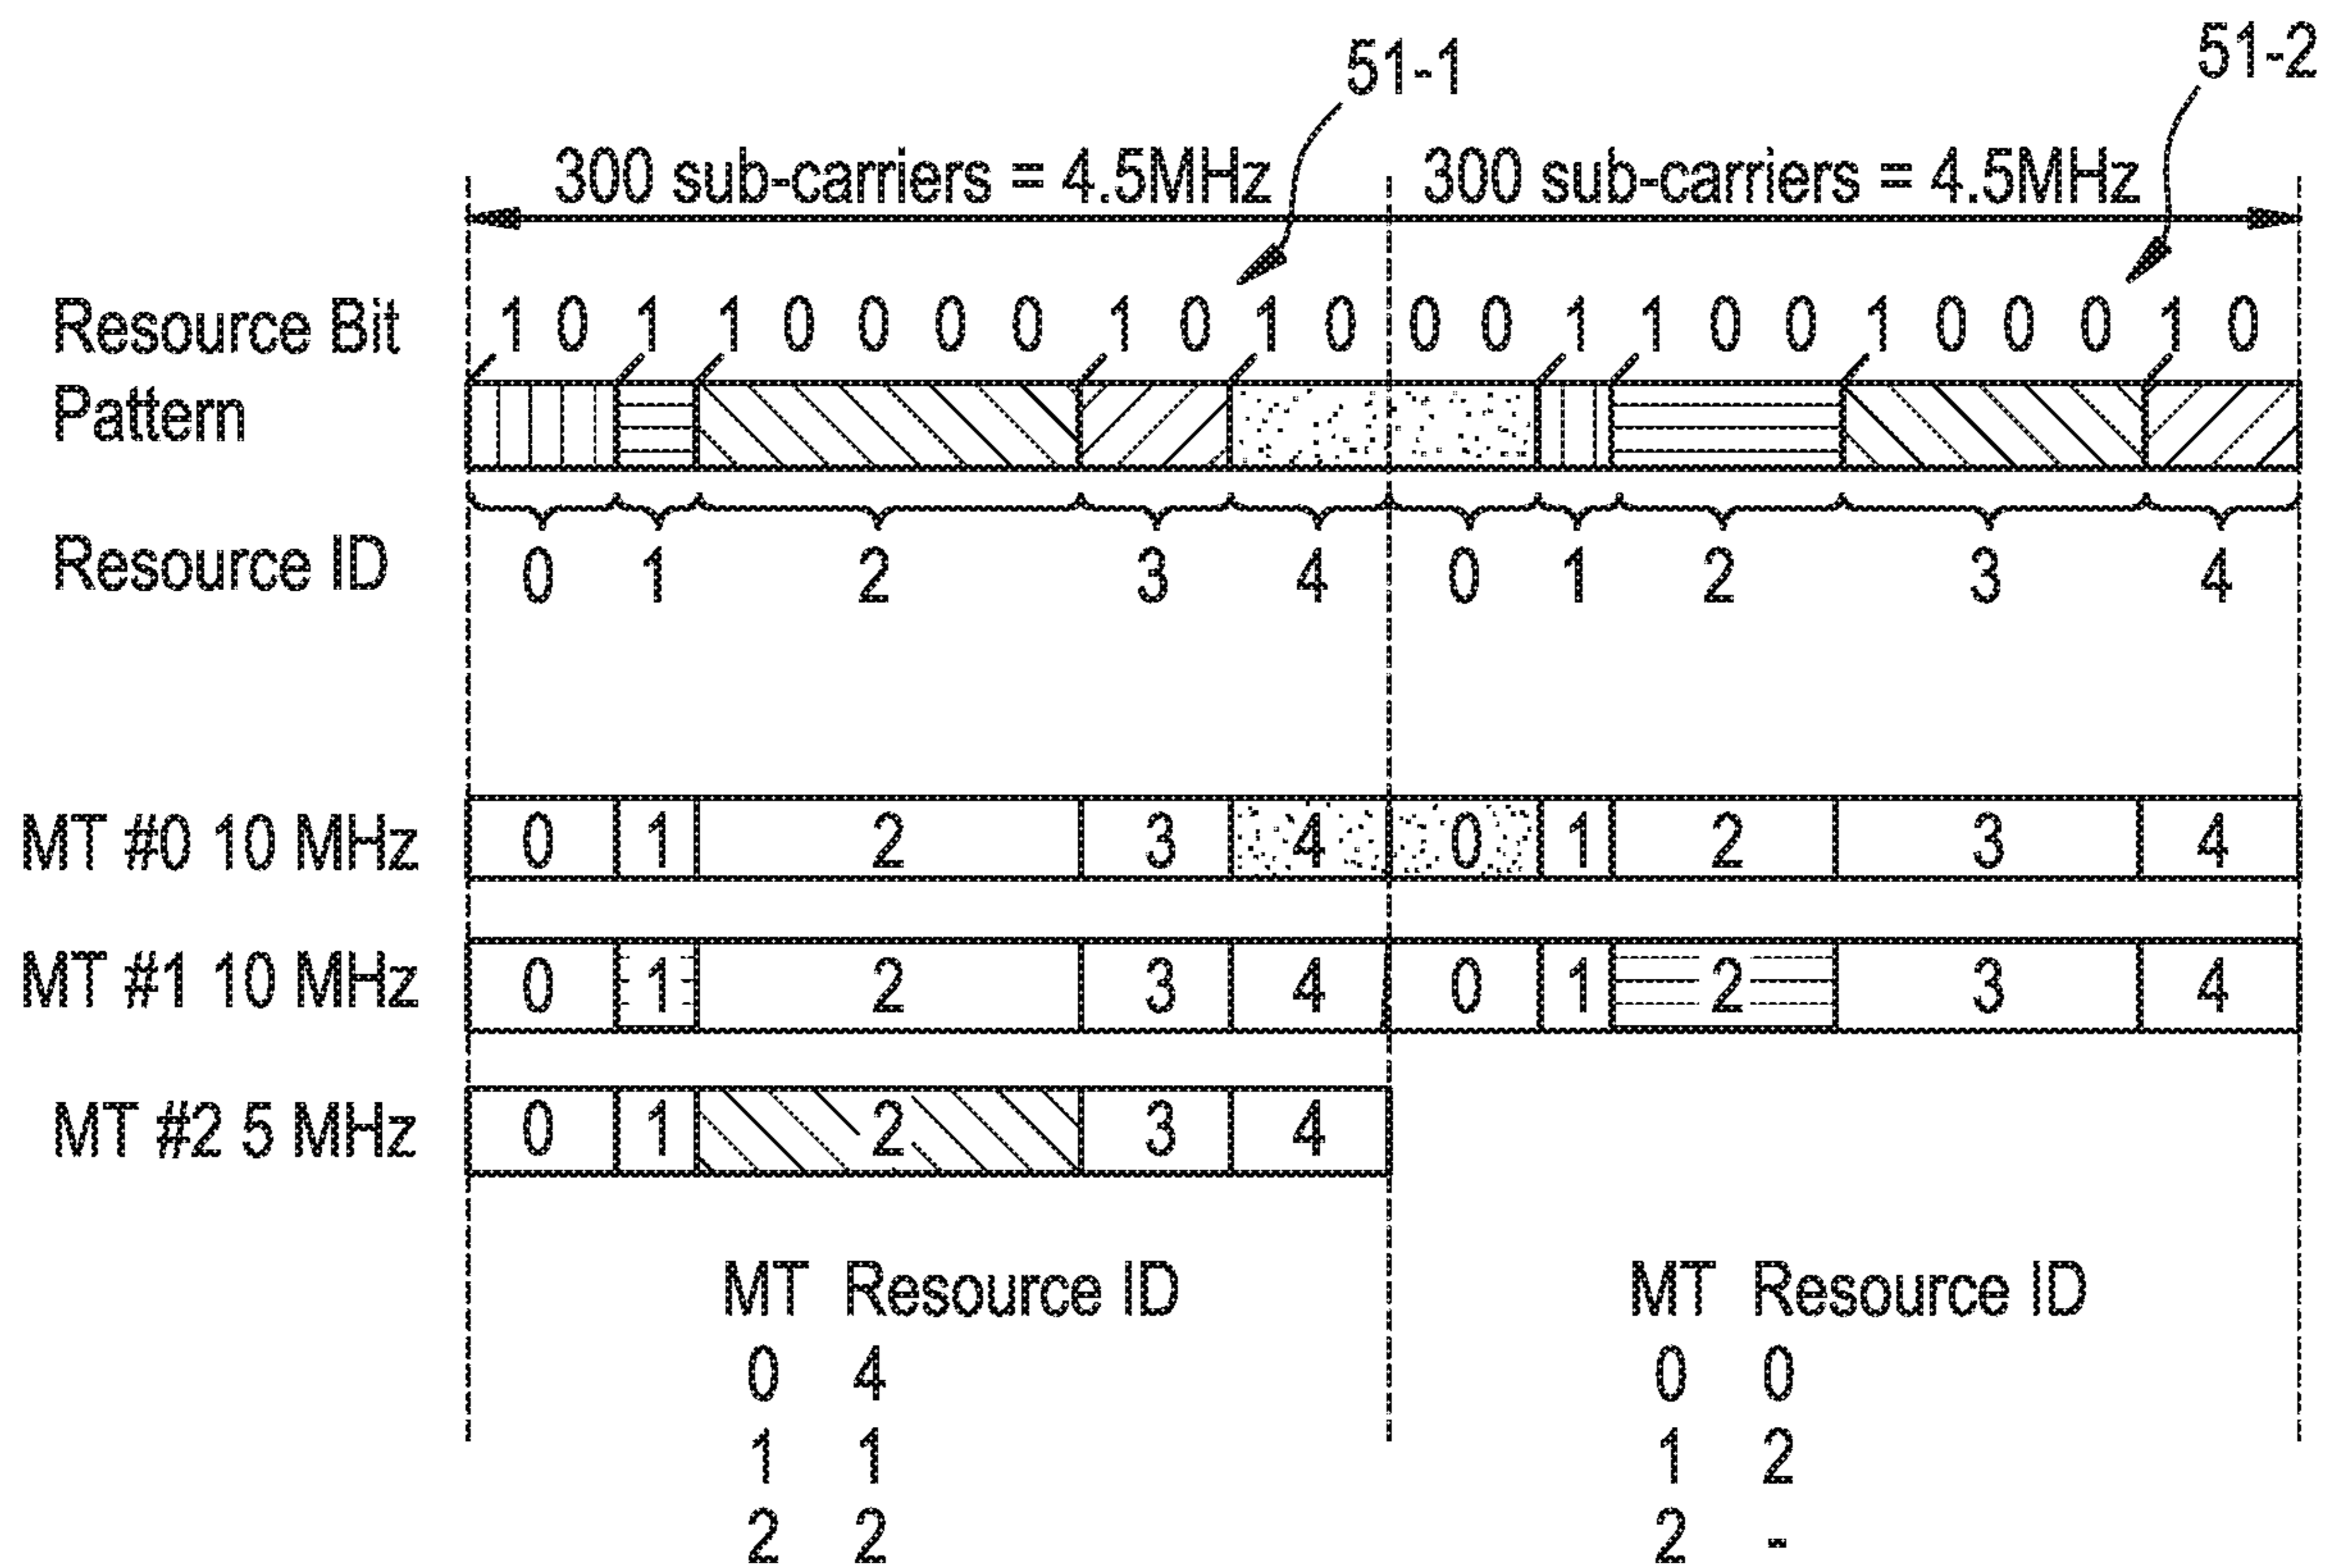 51-1 51-2
300 sub-carriers = 4.5MHz 300 sub-carriers = 4.5MHz
Resource Bit 1 0 1 1 0 0 0 0 1 0 1 0 0 0 1 1 0 0 1 0 0 0 1 0
Pattern
Resource ID 0 1 2 3 4 0 1 2 3 4
MT #0 10 MHz 0 1 2 3 4 0 1 2 3 4
MT #1 10 MHz 0 1 2 3 4 0 1 2 3 4
MT #2 5 MHz 0 1 2 3 4
MT Resource ID MT Resource ID
0 4 0 0
1 1 1 2
2 2 2 -